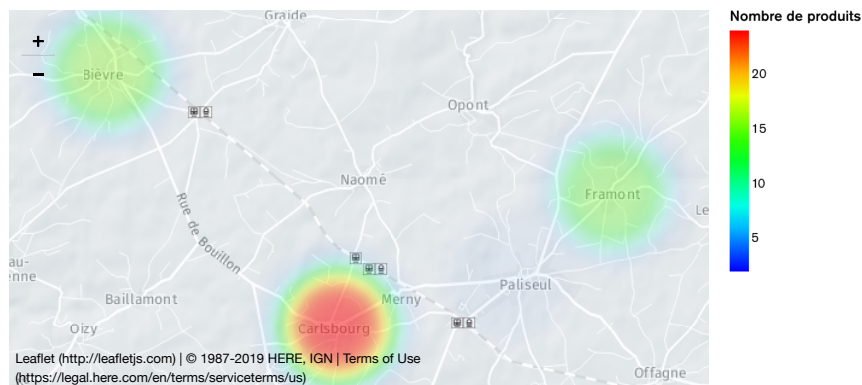 Graide
Nombre de produits
+
20
Bièvre
-
Opont
15
Naomé
10
Framont
Rue de Bouillon
Le
5
au-
enne
Paliseul
Baillamont
Merny
Oizy
Carlsbourg
Leaflet (http://leafletjs.com) | © 1987-2019 HERE, IGN | Terms of Use
(https://legal.here.com/en/terms/serviceterms/us)
Offagne